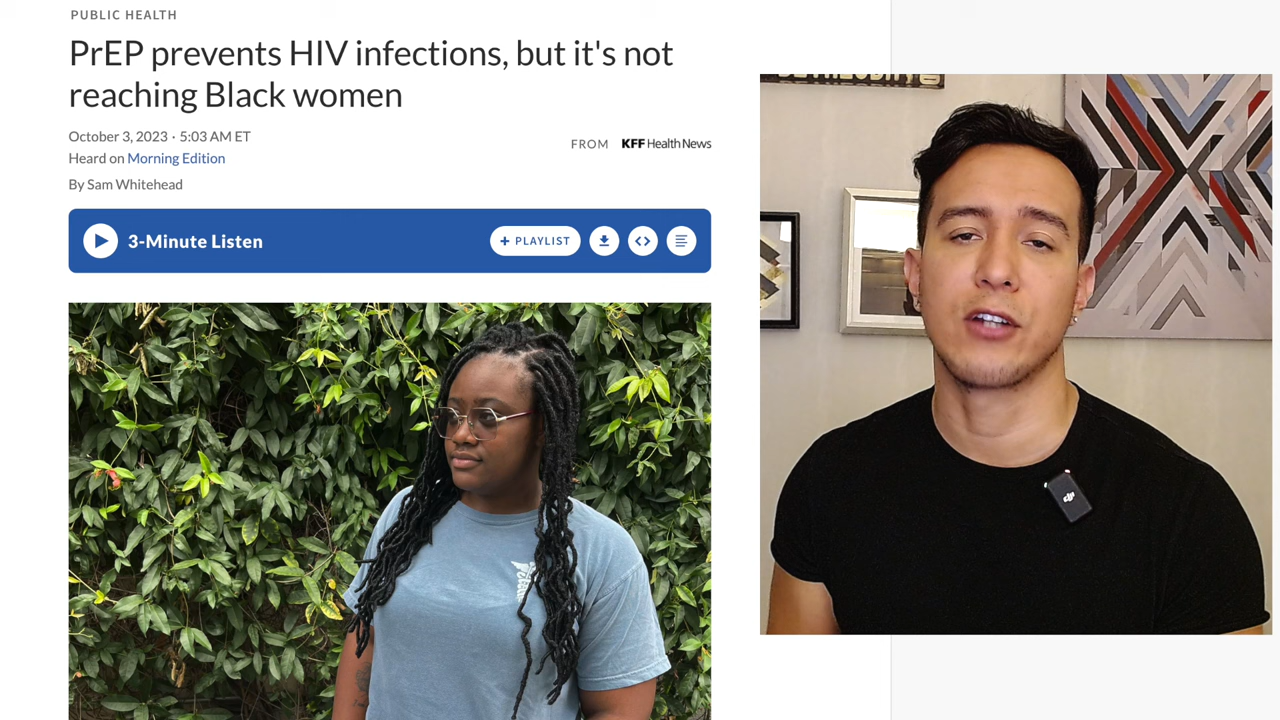 PUBLIC HEALTH
PrEP prevents HIV infections, but it's not
reaching Black women
October 3, 2023 · 5:03 AM ET
Heard on Morning Edition
FROM KFF Health News
By Sam Whitehead
3-Minute Listen
+ PLAYLIST
dji